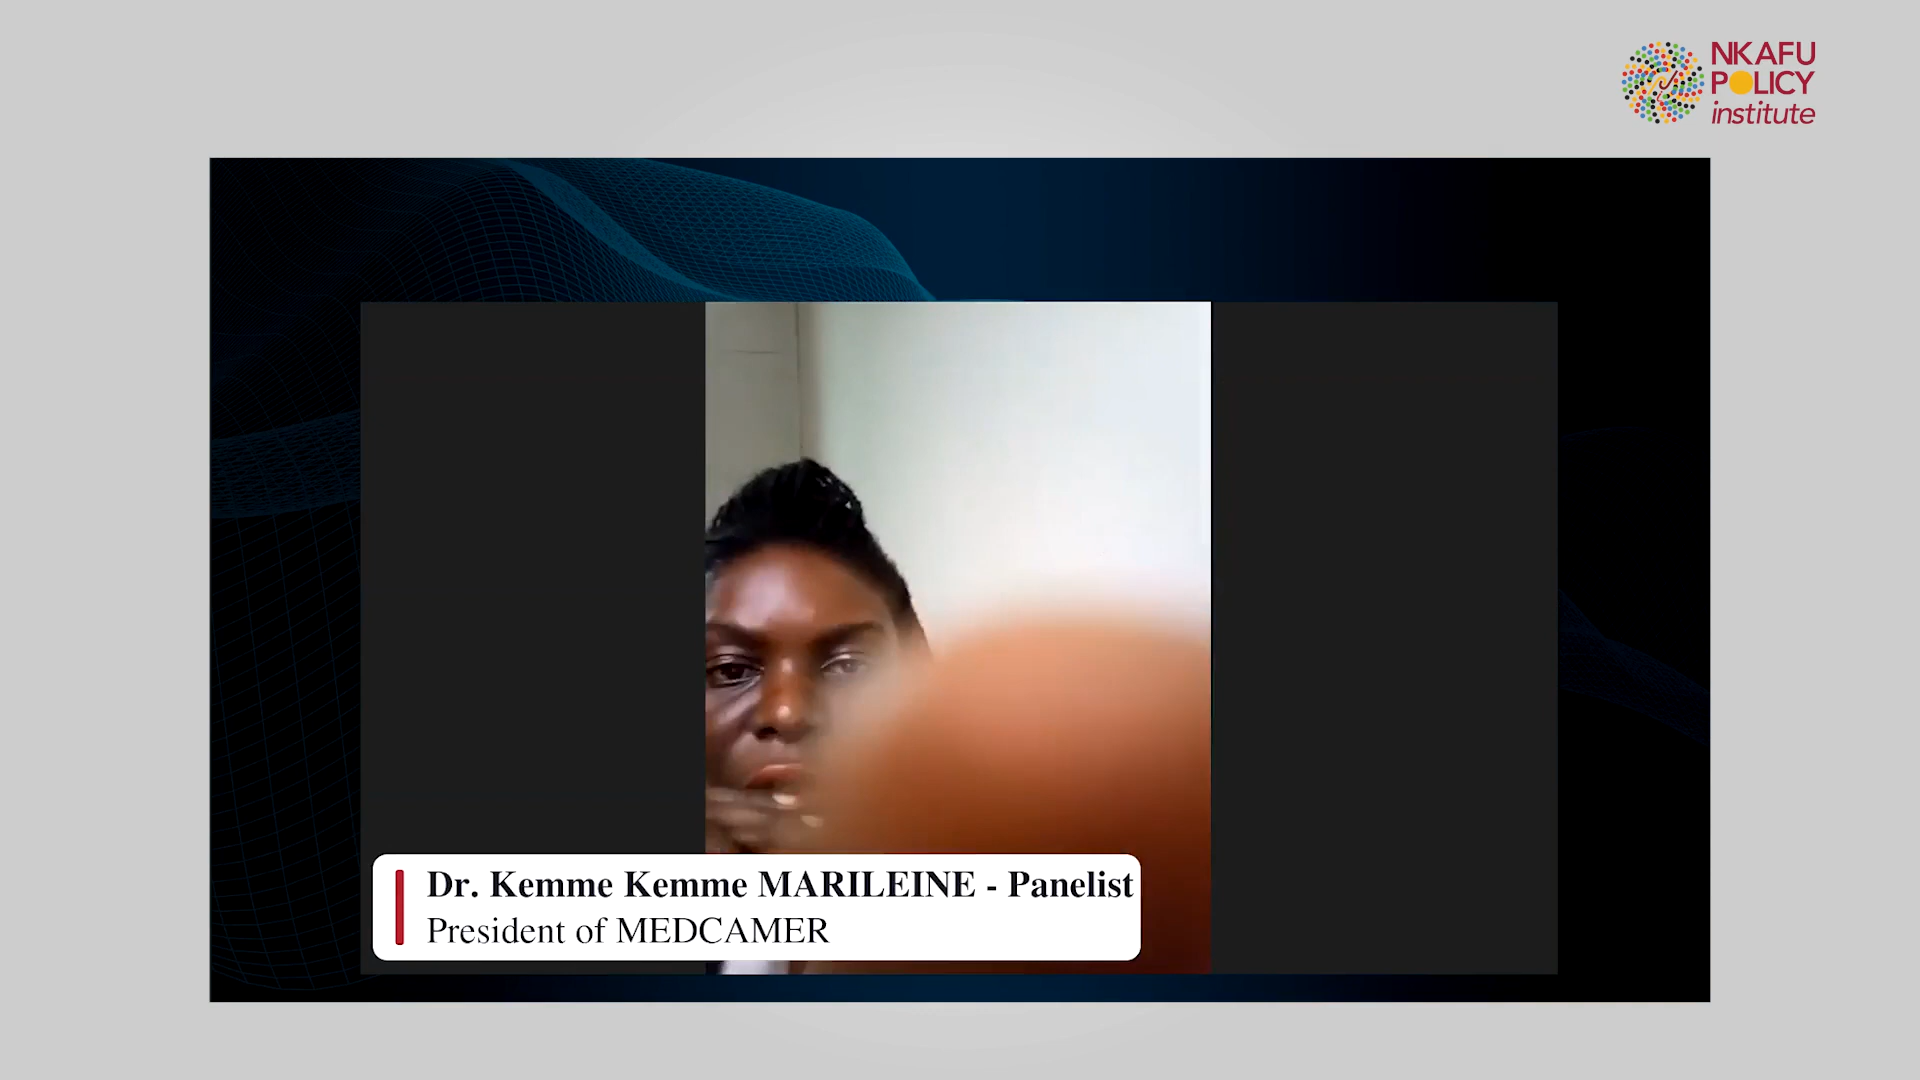 NKAFU
POLICY
institute
Dr. Kemme Kemme MARILEINE - Panelist
President of MEDCAMER